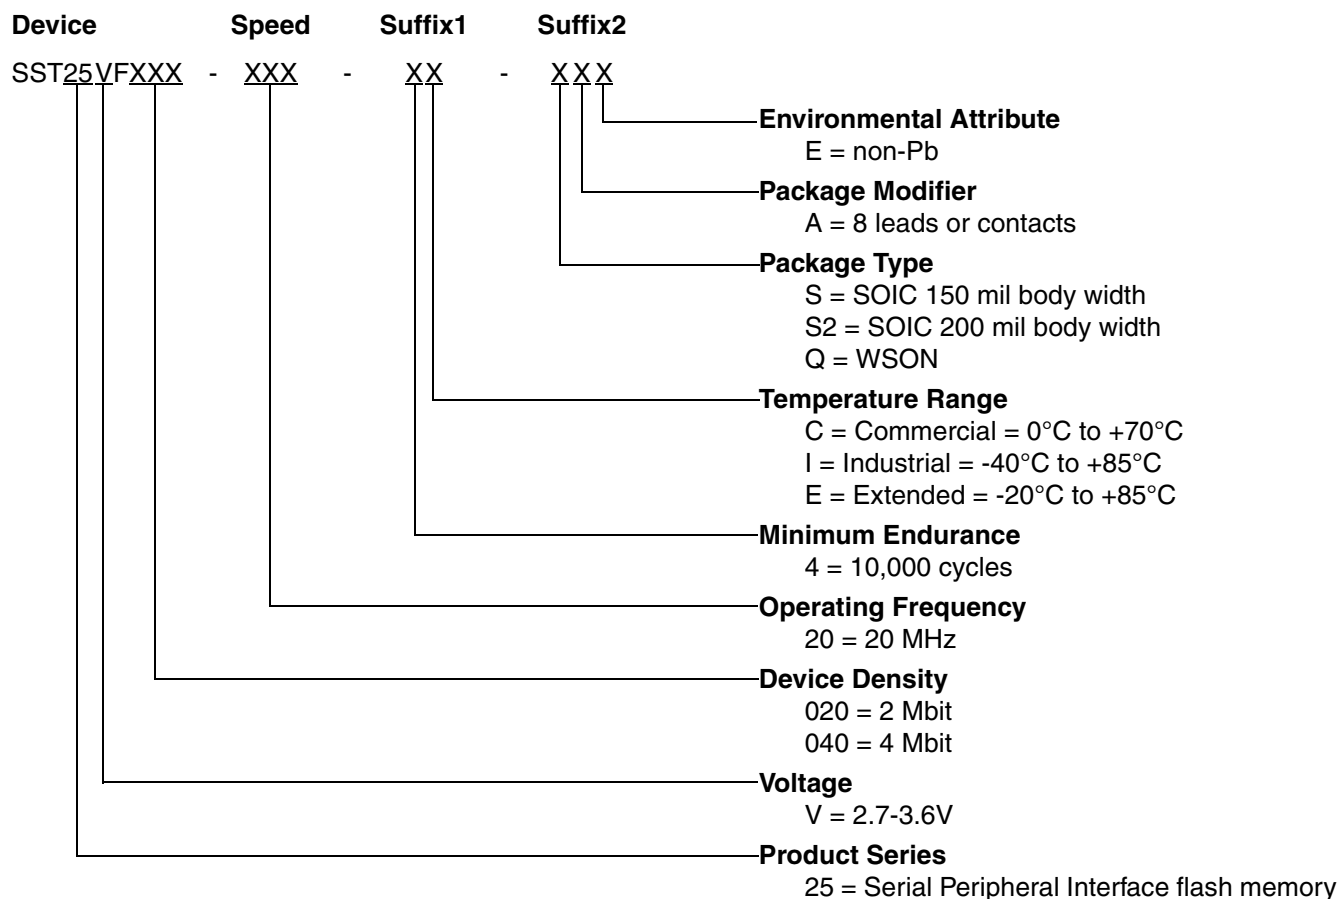 Device Speed Suffix1 Suffix2
SST25VFXXX - XXX - XX - XXX
Environmental Attribute
E = non-Pb
Package Modifier
A = 8 leads or contacts
Package Type
S = SOIC 150 mil body width
S2 = SOIC 200 mil body width
Q = WSON
Temperature Range
C = Commercial = 0°C to +70°C
I = Industrial = -40°C to +85°C
E = Extended = -20°C to +85°C
Minimum Endurance
4 = 10,000 cycles
Operating Frequency
20 = 20 MHz
Device Density
020 = 2 Mbit
040 = 4 Mbit
Voltage
V = 2.7-3.6V
Product Series
25 = Serial Peripheral Interface flash memory